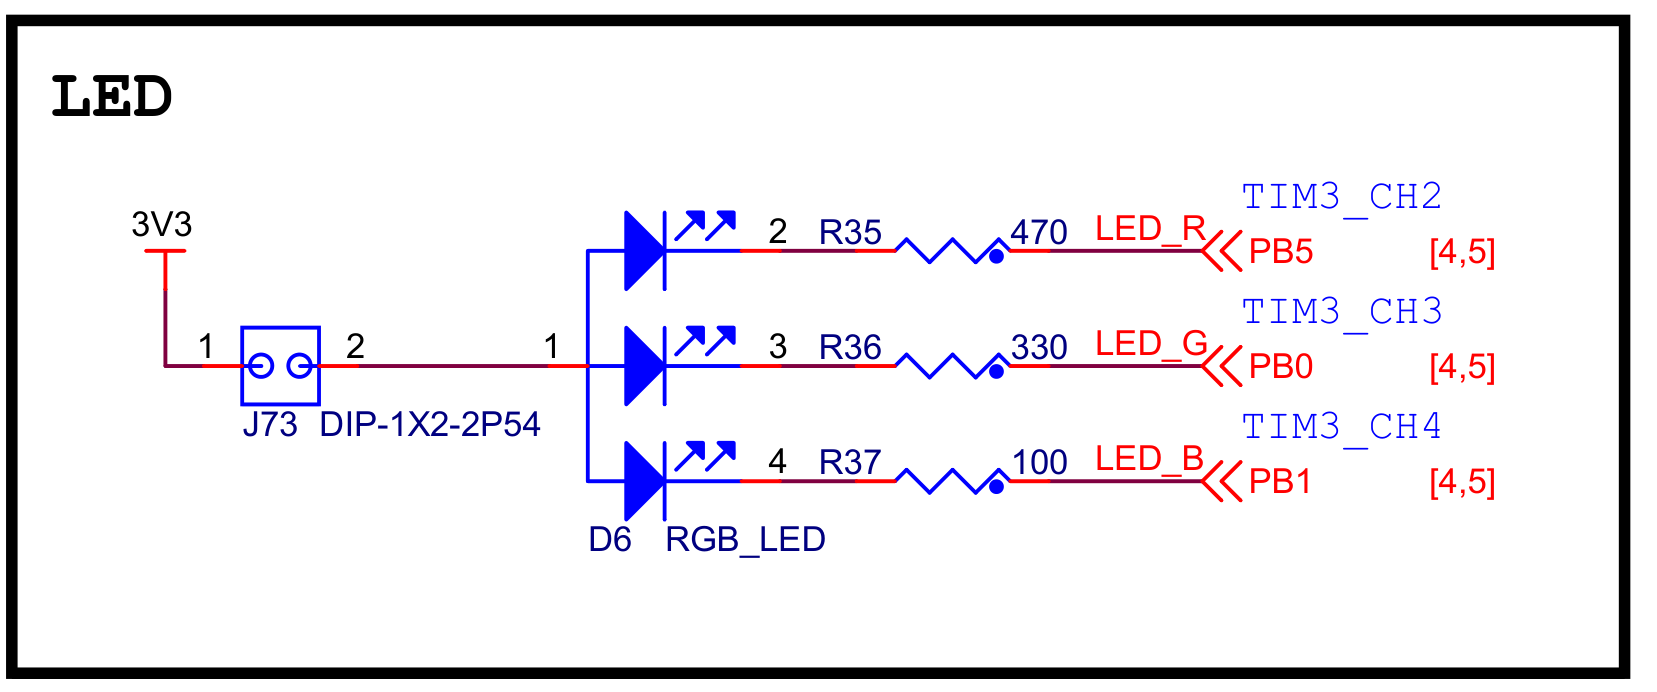 LED
TIM3_CH2
3V3
2 R35 470 LED_R PB5 [4,5]
TIM3_CH3
1 2 1 3 R36 330 LED_G PB0 [4,5]
J73 DIP-1X2-2P54
TIM3_CH4
4 R37 100 LED_B PB1 [4,5]
D6 RGB_LED